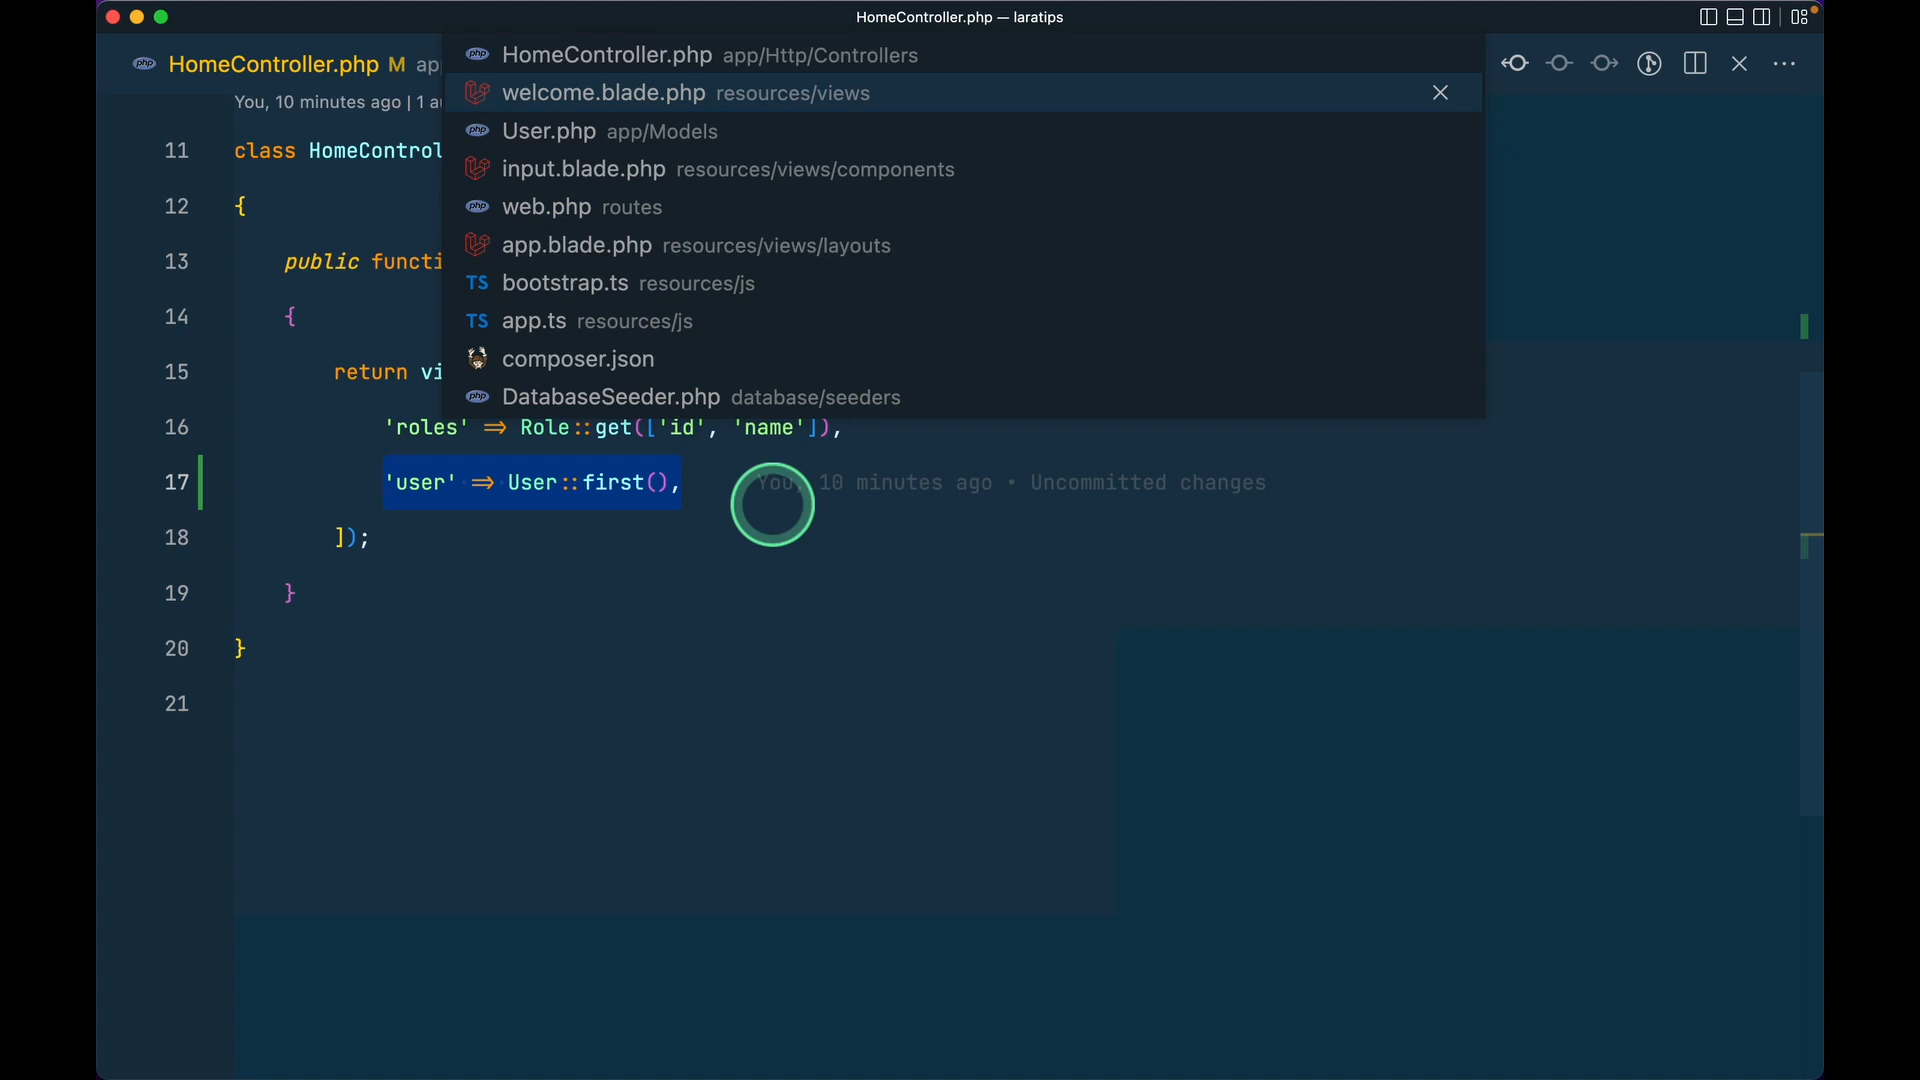 HomeController.php — laratips
HomeController.php M ap
HomeController.php app/Http/Controllers
welcome.blade.php resources/views
User.php app/Models
input.blade.php resources/views/components
web.php routes
app.blade.php resources/views/layouts
TS bootstrap.ts resources/js
TS app.ts resources/js
composer.json
DatabaseSeeder.php database/seeders
You, 10 minutes ago | 1 au
11 class HomeControl
12 {
13 public functi
14 {
15 return vi
16 'roles' => Role::get(['id', 'name']),
17 'user' => User::first(), You, 10 minutes ago • Uncommitted changes
18 ]);
19 }
20 }
21